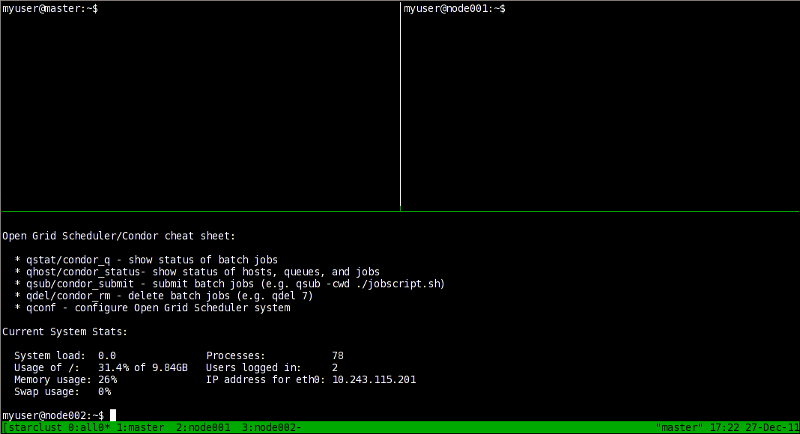 myuser@master:~$
myuser@node001:~$
Open Grid Scheduler/Condor cheat sheet:
* qstat/condor_q - show status of batch jobs
* qhost/condor_status- show status of hosts, queues, and jobs
* qsub/condor_submit - submit batch jobs (e.g. qsub -cwd ./jobscript.sh)
* qdel/condor_rm - delete batch jobs (e.g. qdel 7)
* qconf - configure Open Grid Scheduler system
Current System Stats:
System load: 0.0 Processes: 78
Usage of /: 31.4% of 9.84GB Users logged in: 2
Memory usage: 26% IP address for eth0: 10.243.115.201
Swap usage: 0%
myuser@node002:~$
[starclust 0:all0* 1:master 2:node001 3:node002- "master" 17:22 27-Dec-11